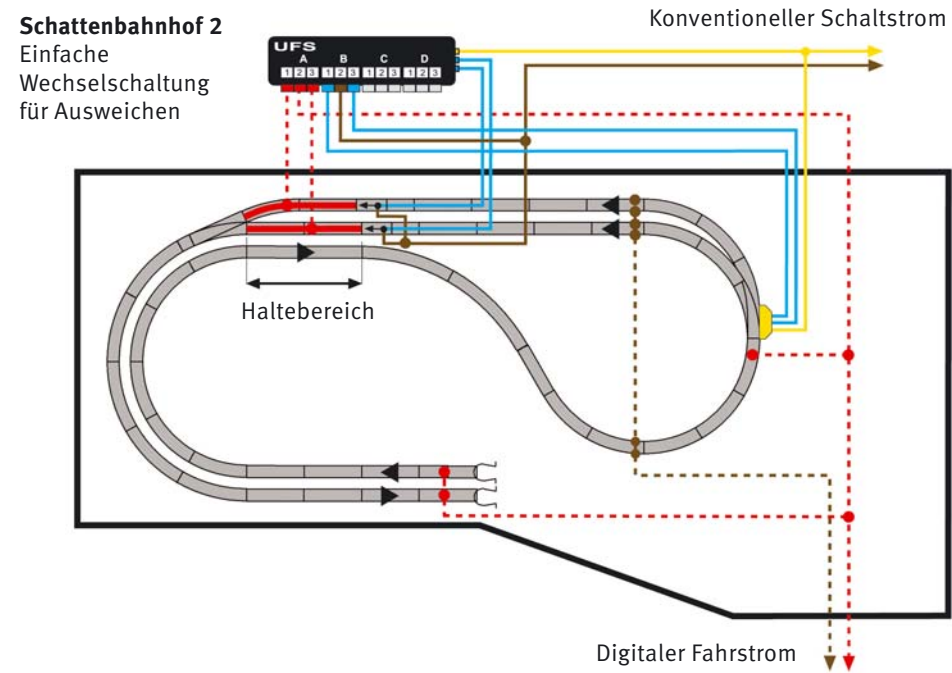 Schattenbahnhof 2
Einfache
Wechselschaltung
für Ausweichen
Konventioneller Schaltstrom
UFS
A B C D
1 2 3 1 2 3 1 2 3 1 2 3
Haltebereich
Digitaler Fahrstrom